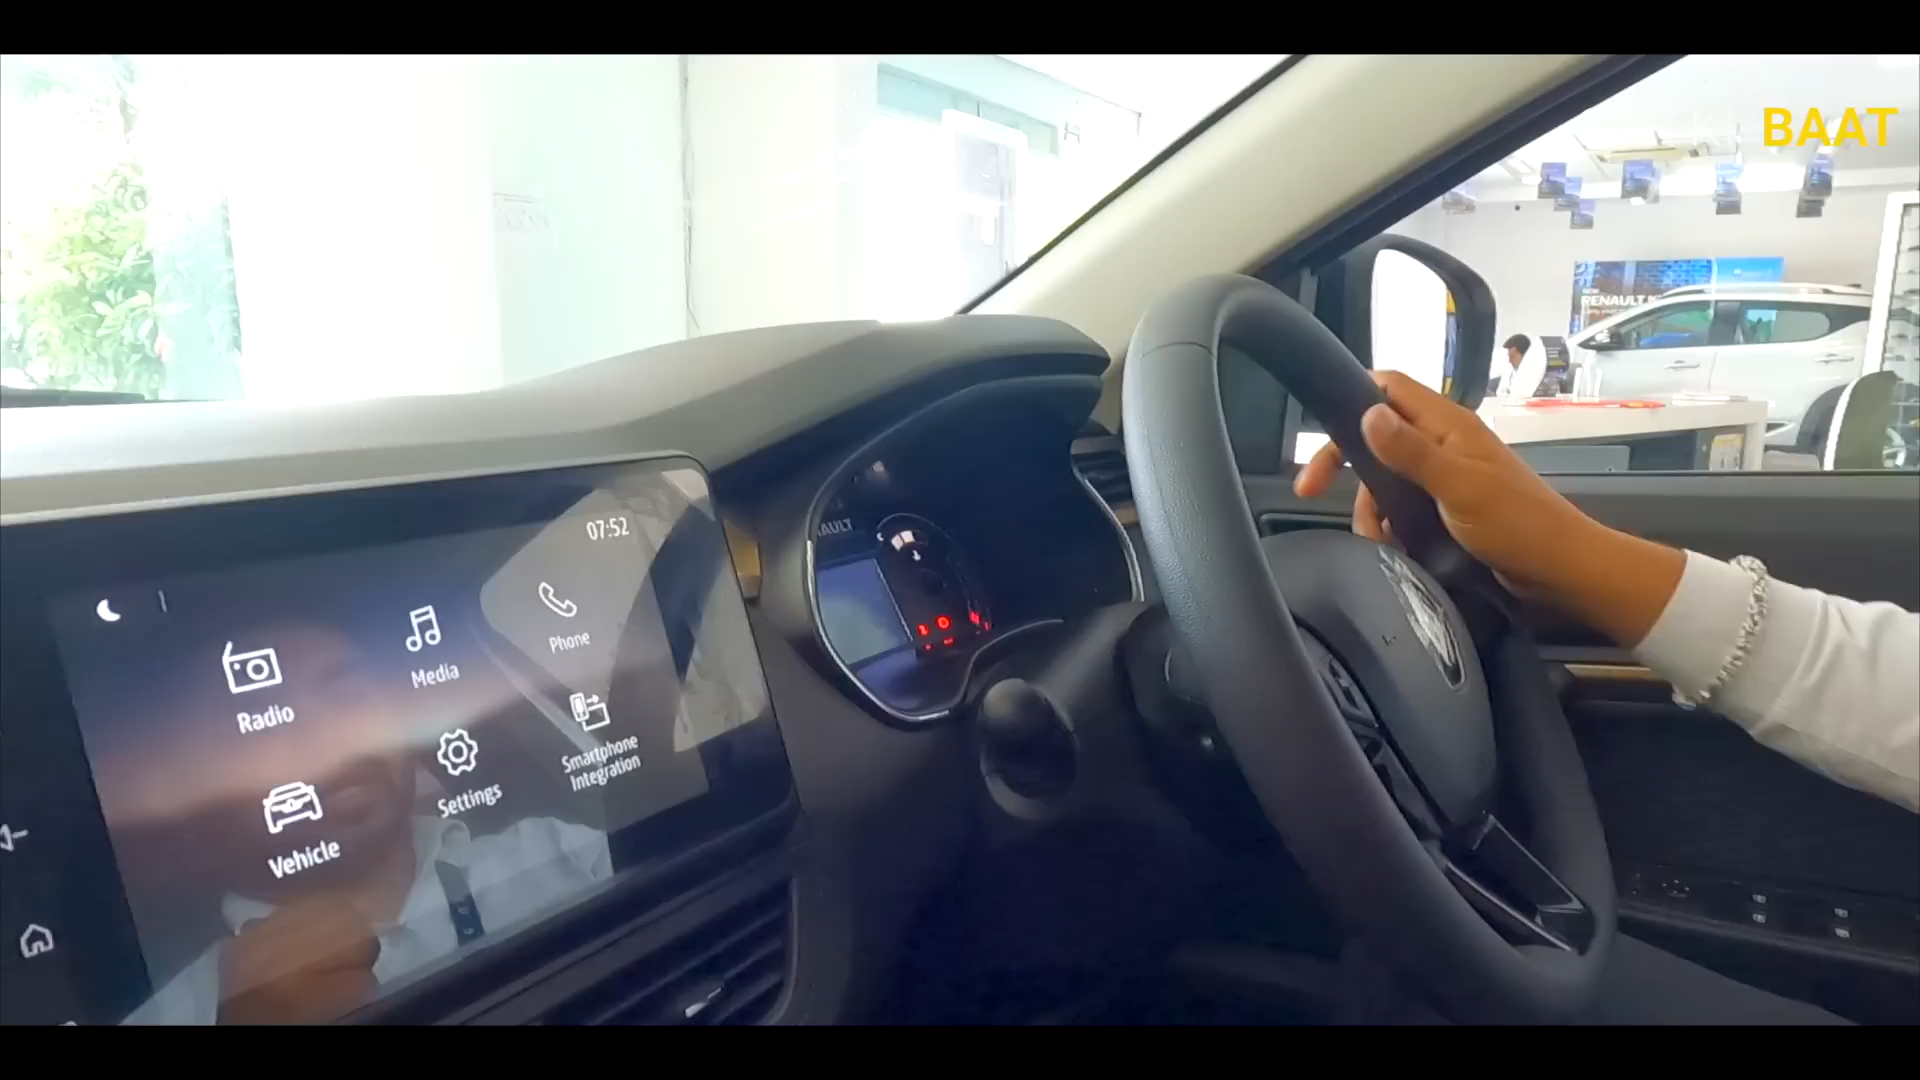 BAAT
RENAULT
07:52
Radio
Media
Phone
Vehicle
Settings
Smartphone
Integration